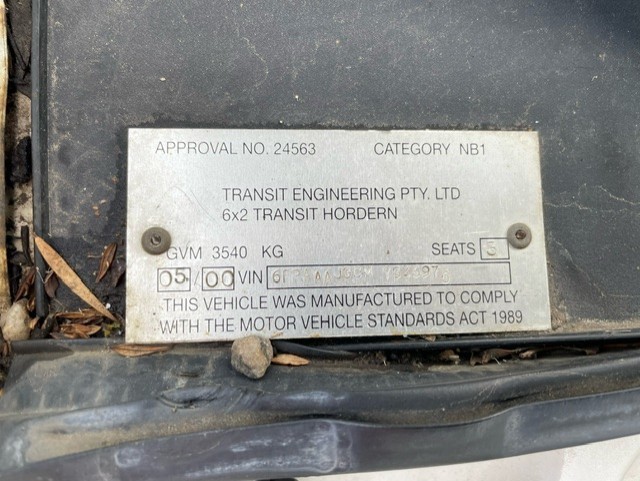 APPROVAL NO. 24563 CATEGORY NB1
TRANSIT ENGINEERING PTY. LTD
6x2 TRANSIT HORDERN
GVM 3540 KG SEATS 3
05/00 VIN
THIS VEHICLE WAS MANUFACTURED TO COMPLY
WITH THE MOTOR VEHICLE STANDARDS ACT 1989